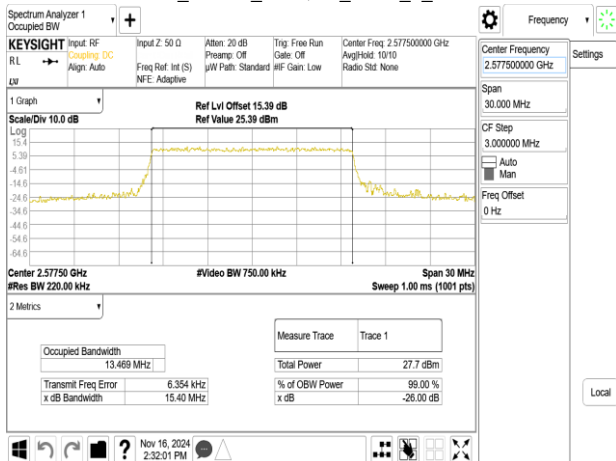 Spectrum Analyzer 1
Occupied BW
+
Frequency
KEYSIGHT
RL
LXI
Input: RF
Coupling: DC
Align: Auto
Input Z: 50 Ω
Freq Ref: Int (S)
NFE: Adaptive
Atten: 20 dB
Preamp: Off
µW Path: Standard
Trig: Free Run
Gate: Off
#IF Gain: Low
Center Freq: 2.577500000 GHz
Avg|Hold: 10/10
Radio Std: None
Center Frequency
2.577500000 GHz
Settings
Span
30.000 MHz
CF Step
3.000000 MHz
Auto
Man
Freq Offset
0 Hz
Local
1 Graph
Scale/Div 10.0 dB
Ref Lvl Offset 15.39 dB
Ref Value 25.39 dBm
Log
15.4
5.39
-4.61
-14.6
-24.6
-34.6
-44.6
-54.6
-64.6
Center 2.57750 GHz
#Video BW 750.00 kHz
Span 30 MHz
#Res BW 220.00 kHz
Sweep 1.00 ms (1001 pts)
2 Metrics
Measure Trace Trace 1
Occupied Bandwidth
13.469 MHz
Total Power 27.7 dBm
Transmit Freq Error 6.354 kHz
% of OBW Power 99.00 %
x dB Bandwidth 15.40 MHz
x dB -26.00 dB
?
Nov 16, 2024
2:32:01 PM